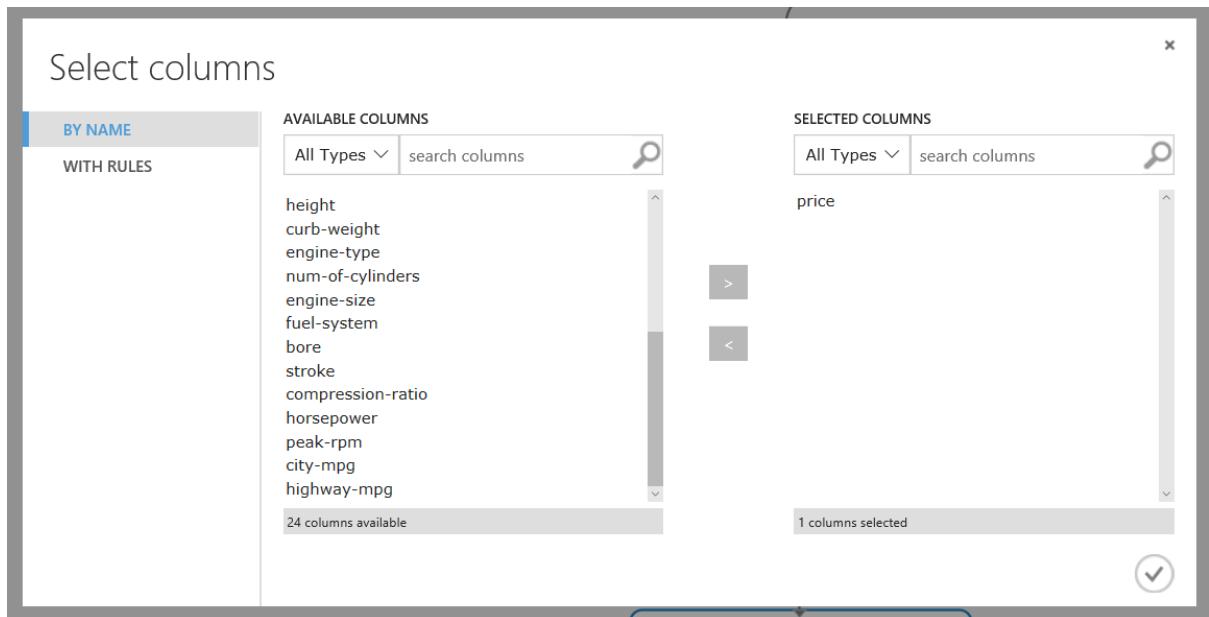 Select columns
BY NAME
WITH RULES
AVAILABLE COLUMNS
All Types
search columns
height
curb-weight
engine-type
num-of-cylinders
engine-size
fuel-system
bore
stroke
compression-ratio
horsepower
peak-rpm
city-mpg
highway-mpg
24 columns available
>
<
SELECTED COLUMNS
All Types
search columns
price
1 columns selected